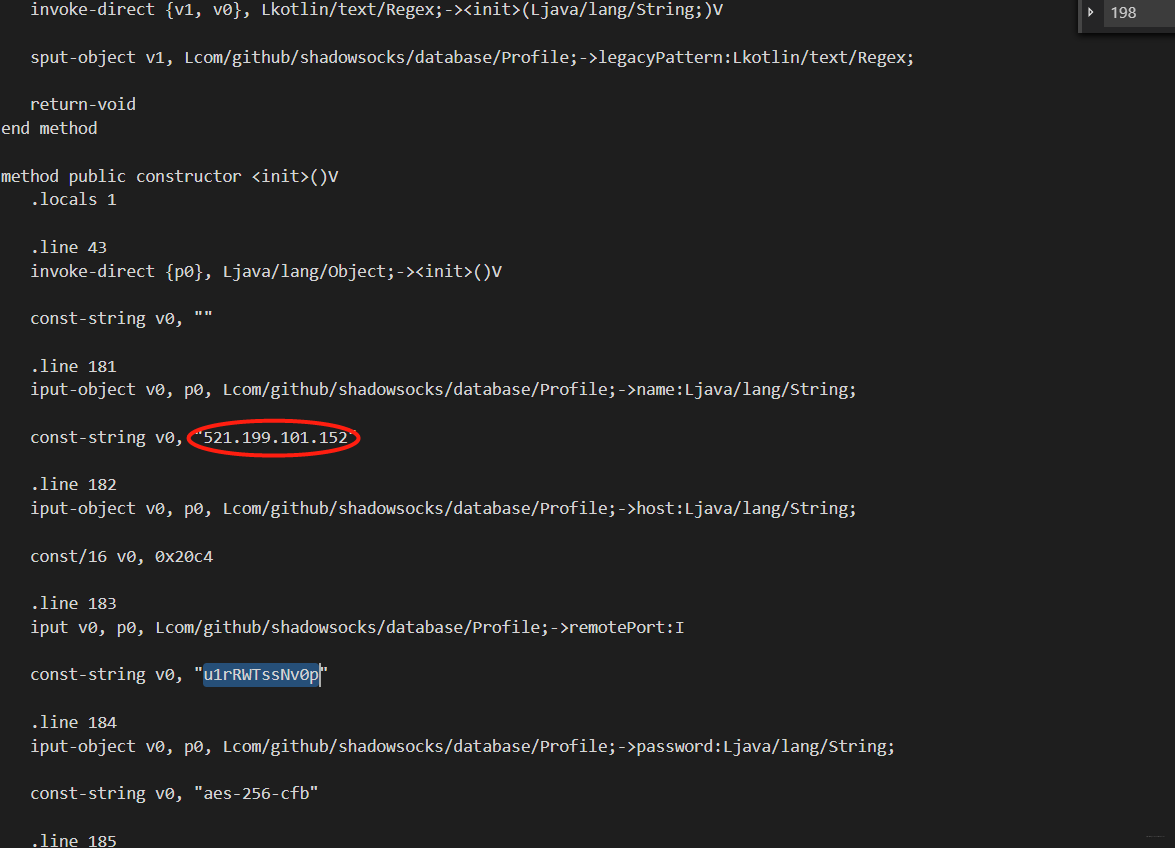 invoke-direct {v1, v0}, Lkotlin/text/Regex;-><init>(Ljava/lang/String;)V
198
sput-object v1, Lcom/github/shadowsocks/database/Profile;->legacyPattern:Lkotlin/text/Regex;
return-void
end method
method public constructor <init>()V
.locals 1
.line 43
invoke-direct {p0}, Ljava/lang/Object;-><init>()V
const-string v0, ""
.line 181
iput-object v0, p0, Lcom/github/shadowsocks/database/Profile;->name:Ljava/lang/String;
const-string v0, "521.199.101.152"
.line 182
iput-object v0, p0, Lcom/github/shadowsocks/database/Profile;->host:Ljava/lang/String;
const/16 v0, 0x20c4
.line 183
iput v0, p0, Lcom/github/shadowsocks/database/Profile;->remotePort:I
const-string v0, "u1rRWTssNv0p"
.line 184
iput-object v0, p0, Lcom/github/shadowsocks/database/Profile;->password:Ljava/lang/String;
const-string v0, "aes-256-cfb"
.line 185